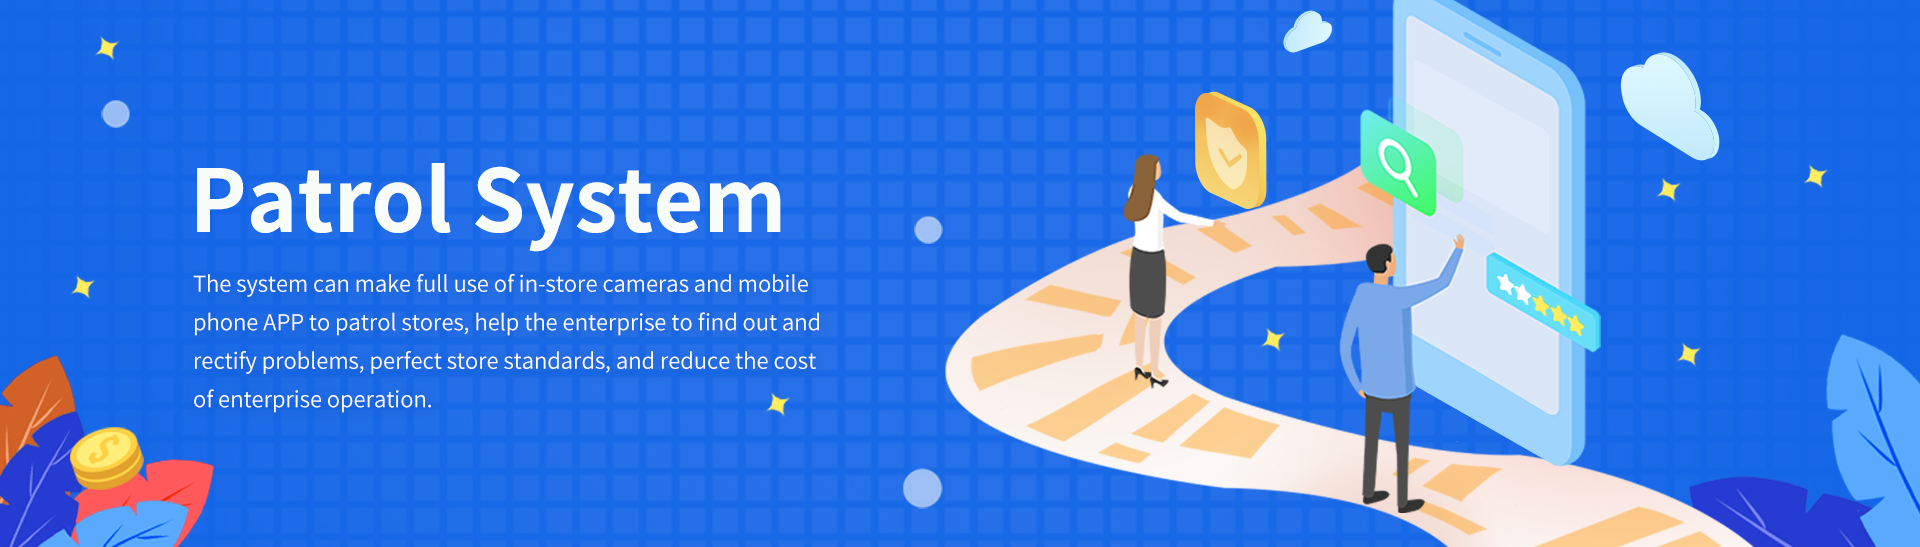 Patrol System
The system can make full use of in-store cameras and mobile
phone APP to patrol stores, help the enterprise to find out and
rectify problems, perfect store standards, and reduce the cost
of enterprise operation.